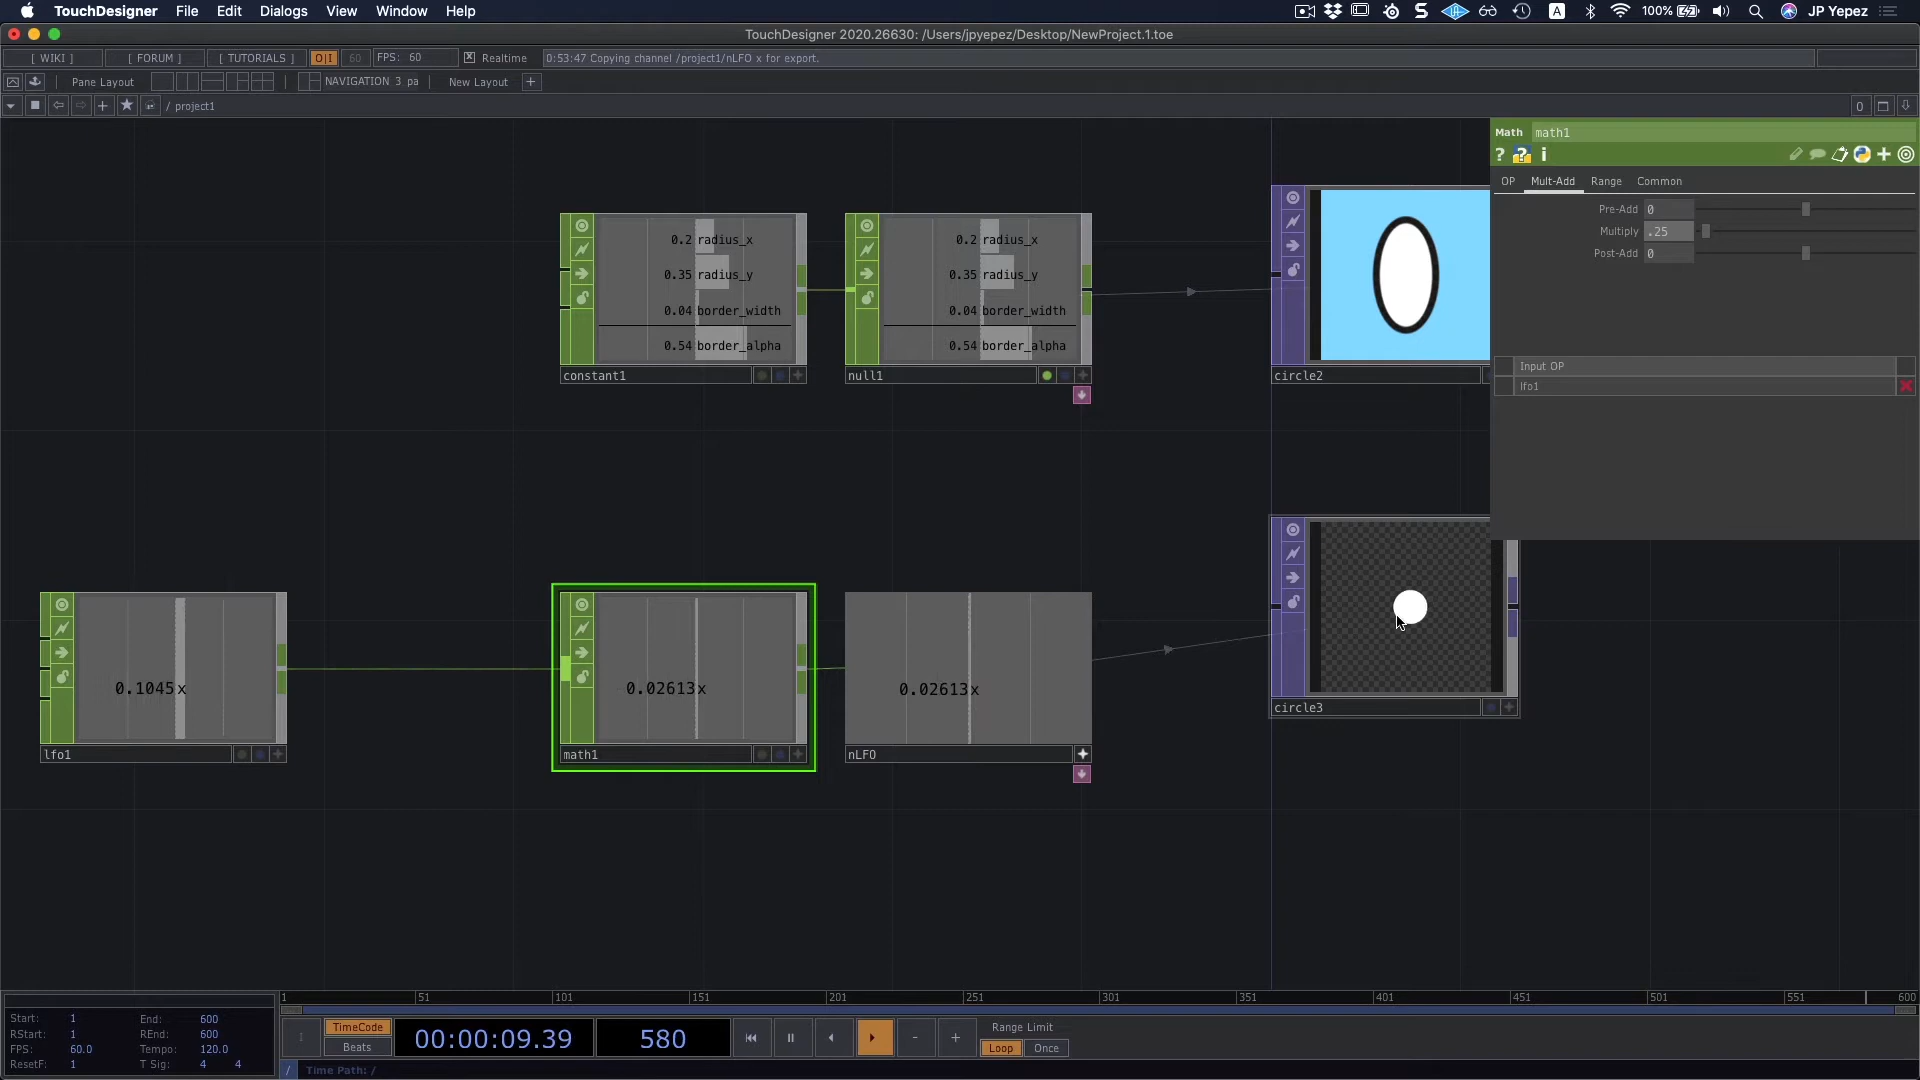 TouchDesigner File Edit Dialogs View Window Help 100% JP Yepez
TouchDesigner 2020.26630: /Users/jpyepez/Desktop/NewProject.1.toe
[ WIKI ] [ FORUM ] [ TUTORIALS ] O|I 60 FPS: 60 Realtime 0:53:47 Copying channel /project1/nLFO x for export.
Pane Layout NAVIGATION 3 pa New Layout +
/ project1 0
Math math1
? ? i
OP Mult-Add Range Common
Pre-Add 0
Multiply .25
Post-Add 0
Input OP
lfo1
0.2 radius_x
0.35 radius_y
0.04 border_width
0.54 border_alpha
constant1
0.2 radius_x
0.35 radius_y
0.04 border_width
0.54 border_alpha
null1
circle2
0.1045x
lfo1
0.02613x
math1
0.02613x
nLFO
circle3
1 51 101 151 201 251 301 351 401 451 501 551 600
Start: 1 End: 600
RStart: 1 REnd: 600
FPS: 60.0 Tempo: 120.0
ResetF: 1 T Sig: 4 4
1 TimeCode
Beats
00:00:09.39 580 - +
Range Limit
Loop Once
/ Time Path: /